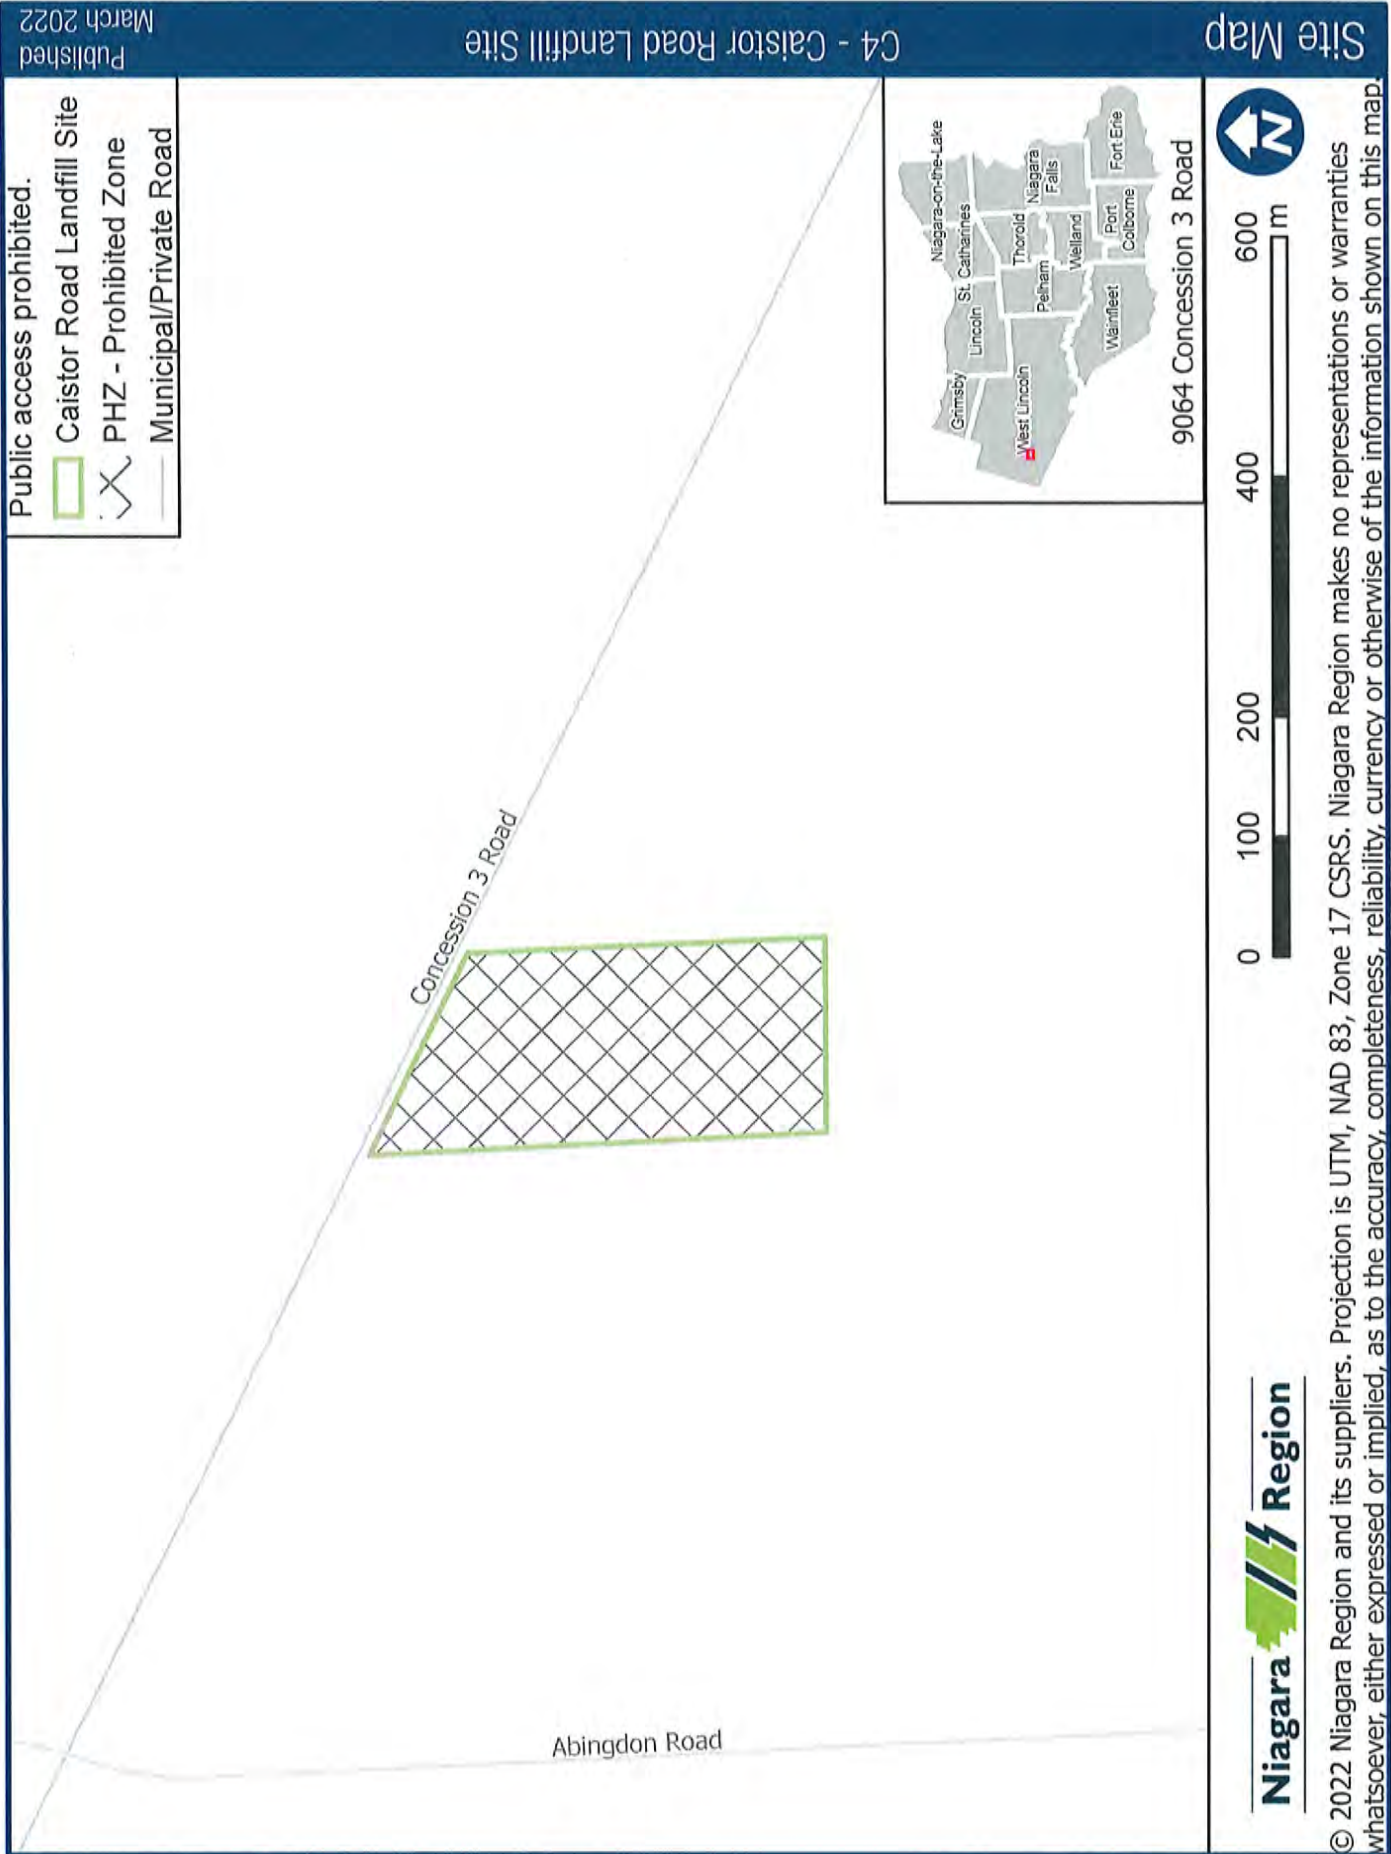 Site Map
C4 - Caistor Road Landfill Site
Published
March 2022
Public access prohibited.
Caistor Road Landfill Site
PHZ - Prohibited Zone
Municipal/Private Road
Concession 3 Road
Abingdon Road
Niagara-on-the-Lake
Grimsby
Lincoln
St. Catharines
West Lincoln
Pelham
Thorold
Niagara
Falls
Welland
Wainfleet
Port
Colborne
Fort Erie
9064 Concession 3 Road
Niagara Region
0 100 200 400 600
m
N
© 2022 Niagara Region and its suppliers. Projection is UTM, NAD 83, Zone 17 CSRS. Niagara Region makes no representations or warranties
whatsoever, either expressed or implied, as to the accuracy, completeness, reliability, currency or otherwise of the information shown on this map.